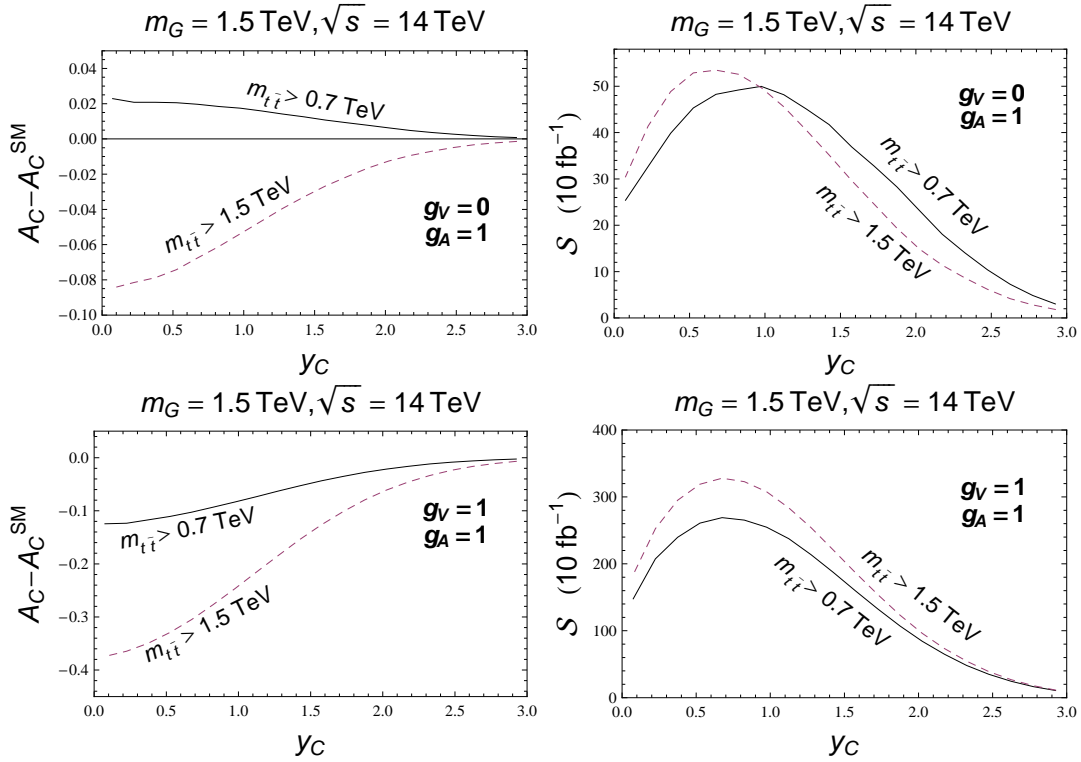 m_G = 1.5 TeV, √s = 14 TeV
A_C − A_C^SM
0.04
0.02
0.00
−0.02
−0.04
−0.06
−0.08
−0.10
m_tt̄ > 0.7 TeV
m_tt̄ > 1.5 TeV
g_V = 0
g_A = 1
0.0 0.5 1.0 1.5 2.0 2.5 3.0
y_C
m_G = 1.5 TeV, √s = 14 TeV
S (10 fb⁻¹)
50
40
30
20
10
0
g_V = 0
g_A = 1
m_tt̄ > 0.7 TeV
m_tt̄ > 1.5 TeV
0.0 0.5 1.0 1.5 2.0 2.5 3.0
y_C
m_G = 1.5 TeV, √s = 14 TeV
A_C − A_C^SM
0.0
−0.1
−0.2
−0.3
−0.4
m_tt̄ > 0.7 TeV
m_tt̄ > 1.5 TeV
g_V = 1
g_A = 1
0.0 0.5 1.0 1.5 2.0 2.5 3.0
y_C
m_G = 1.5 TeV, √s = 14 TeV
S (10 fb⁻¹)
400
300
200
100
0
g_V = 1
g_A = 1
m_tt̄ > 1.5 TeV
m_tt̄ > 0.7 TeV
0.0 0.5 1.0 1.5 2.0 2.5 3.0
y_C